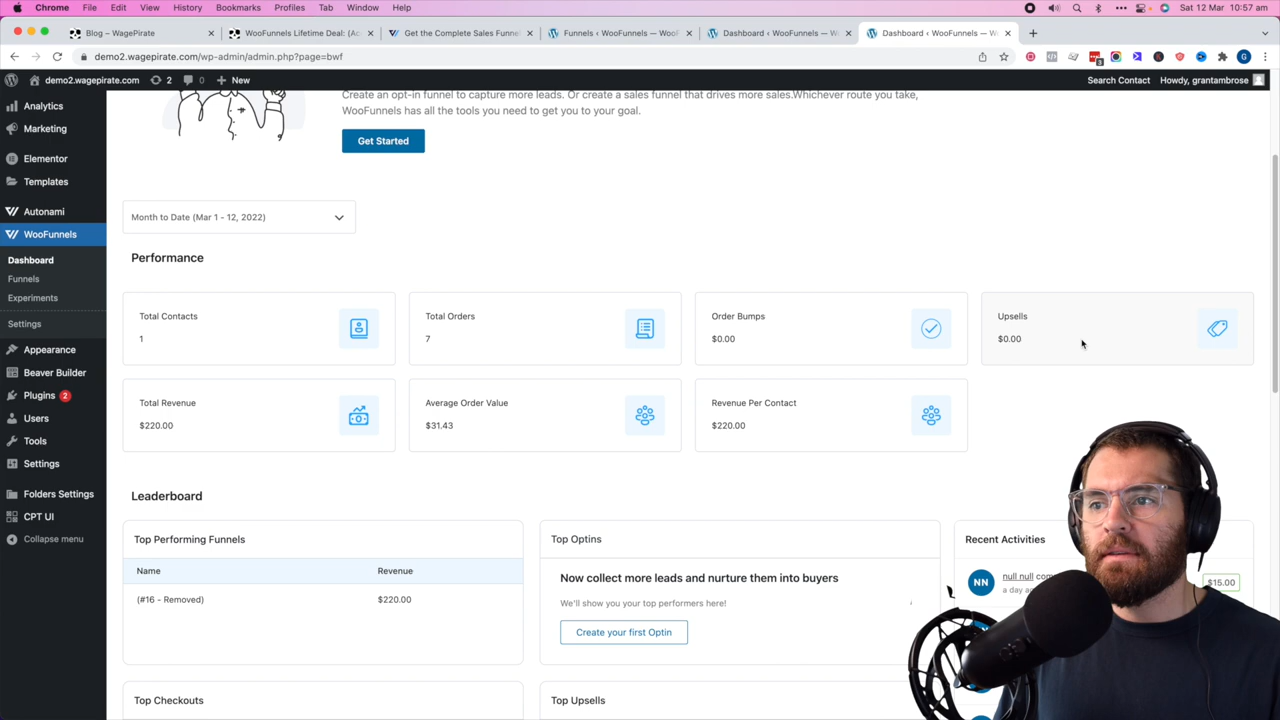 Chrome File Edit View History Bookmarks Profiles Tab Window Help
Sat 12 Mar 10:57 am
Blog – WagePirate
WooFunnels Lifetime Deal: (Ac
Get the Complete Sales Funnel
Funnels ‹ WooFunnels — WooF
Dashboard ‹ WooFunnels — W
Dashboard ‹ WooFunnels — W
demo2.wagepirate.com/wp-admin/admin.php?page=bwf
demo2.wagepirate.com 2 0 New
Search Contact Howdy, grantambrose
Analytics
Marketing
Elementor
Templates
Autonami
WooFunnels
Dashboard
Funnels
Experiments
Settings
Appearance
Beaver Builder
Plugins 2
Users
Tools
Settings
Folders Settings
CPT UI
Collapse menu
Create an opt-in funnel to capture more leads. Or create a sales funnel that drives more sales.Whichever route you take,
WooFunnels has all the tools you need to get you to your goal.
Get Started
Month to Date (Mar 1 - 12, 2022)
Performance
Total Contacts
1
Total Orders
7
Order Bumps
$0.00
Upsells
$0.00
Total Revenue
$220.00
Average Order Value
$31.43
Revenue Per Contact
$220.00
Leaderboard
Top Performing Funnels
Name Revenue
(#16 - Removed) $220.00
Top Optins
Now collect more leads and nurture them into buyers
We'll show you your top performers here!
Create your first Optin
Recent Activities
NN
null null com
a day a
$15.00
Top Checkouts
Top Upsells